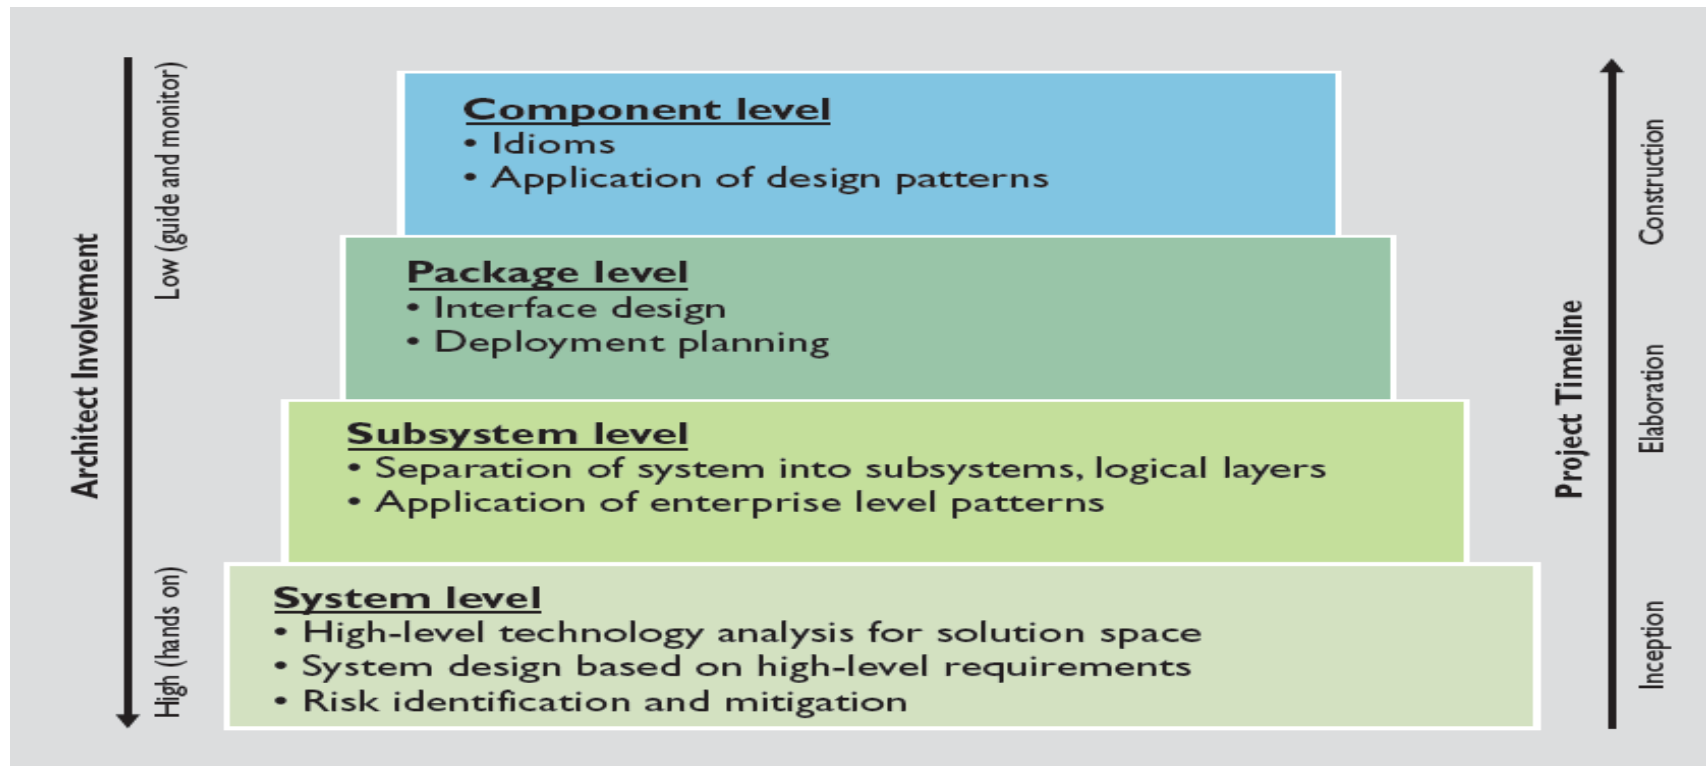 Architect Involvement
Low (guide and monitor)
High (hands on)
Component level
• Idioms
• Application of design patterns
Package level
• Interface design
• Deployment planning
Subsystem level
• Separation of system into subsystems, logical layers
• Application of enterprise level patterns
System level
• High-level technology analysis for solution space
• System design based on high-level requirements
• Risk identification and mitigation
Project Timeline
Construction
Elaboration
Inception